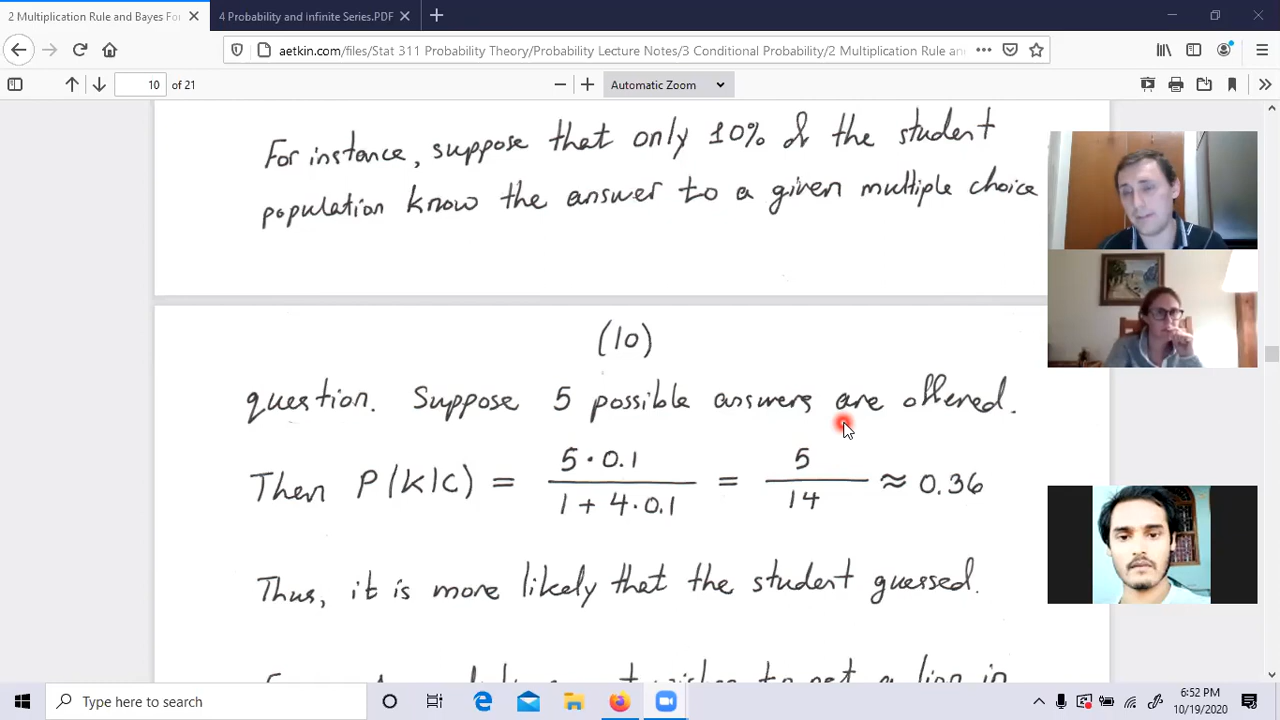 2 Multiplication Rule and Bayes For
4 Probability and Infinite Series.PDF
aetkin.com/files/Stat 311 Probability Theory/Probability Lecture Notes/3 Conditional Probability/2 Multiplication Rule and
10 of 21
Automatic Zoom
For instance, suppose that only 10% of the student
population know the answer to a given multiple choice
(10)
question. Suppose 5 possible answers are offered.
Then P(K|C) = 5·0.1 / 1+4·0.1 = 5 / 14 ≈ 0.36
Thus, it is more likely that the student guessed.
Type here to search
6:52 PM
10/19/2020